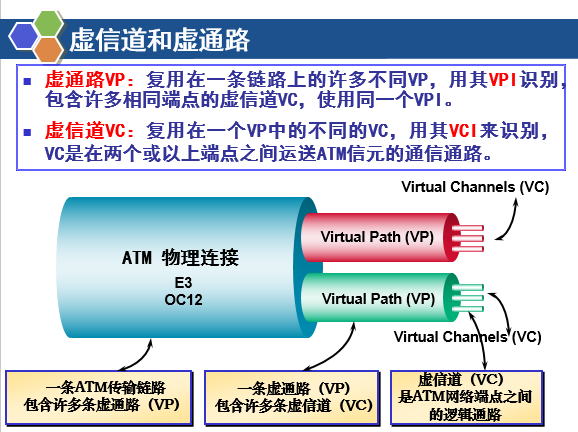 虚信道和虚通路
虚通路VP：复用在一条链路上的许多不同VP，用其VPI识别，
包含许多相同端点的虚信道VC，使用同一个VPI。
虚信道VC：复用在一个VP中的不同的VC，用其VCI来识别，
VC是在两个或以上端点之间运送ATM信元的通信通路。
Virtual Channels (VC)
Virtual Path (VP)
ATM 物理连接
E3
OC12
Virtual Path (VP)
Virtual Channels (VC)
一条ATM传输链路
包含许多条虚通路（VP）
一条虚通路（VP）
包含许多条虚信道（VC）
虚信道（VC）
是ATM网络端点之间
的逻辑通路